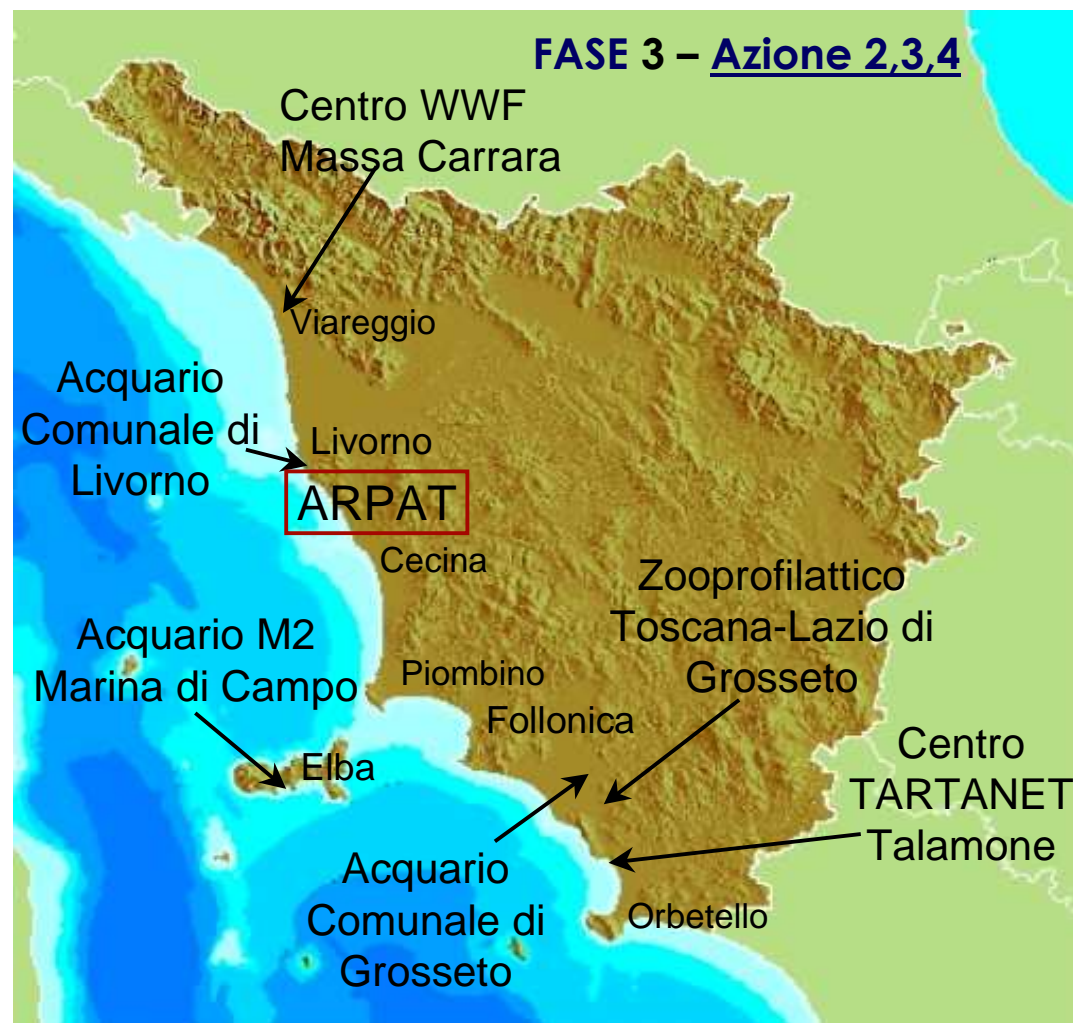 FASE 3 – Azione 2,3,4
Centro WWF
Massa Carrara
Viareggio
Acquario
Comunale di
Livorno
Livorno
ARPAT
Cecina
Zooprofilattico
Toscana-Lazio di
Grosseto
Acquario M2
Marina di Campo
Piombino
Follonica
Elba
Centro
TARTANET
Talamone
Acquario
Comunale di
Grosseto
Orbetello